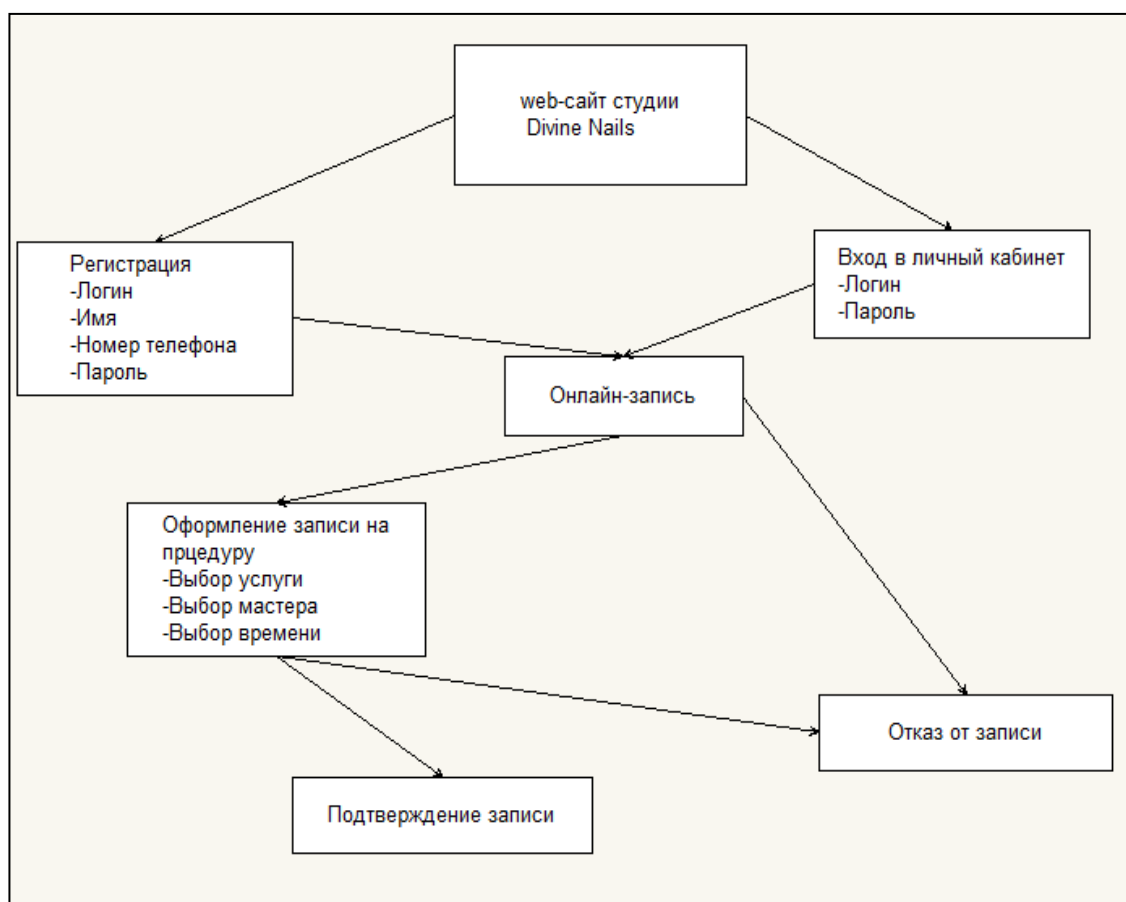 web-сайт студии
Divine Nails
Регистрация
-Логин
-Имя
-Номер телефона
-Пароль
Вход в личный кабинет
-Логин
-Пароль
Онлайн-запись
Оформление записи на
прцедуру
-Выбор услуги
-Выбор мастера
-Выбор времени
Отказ от записи
Подтверждение записи